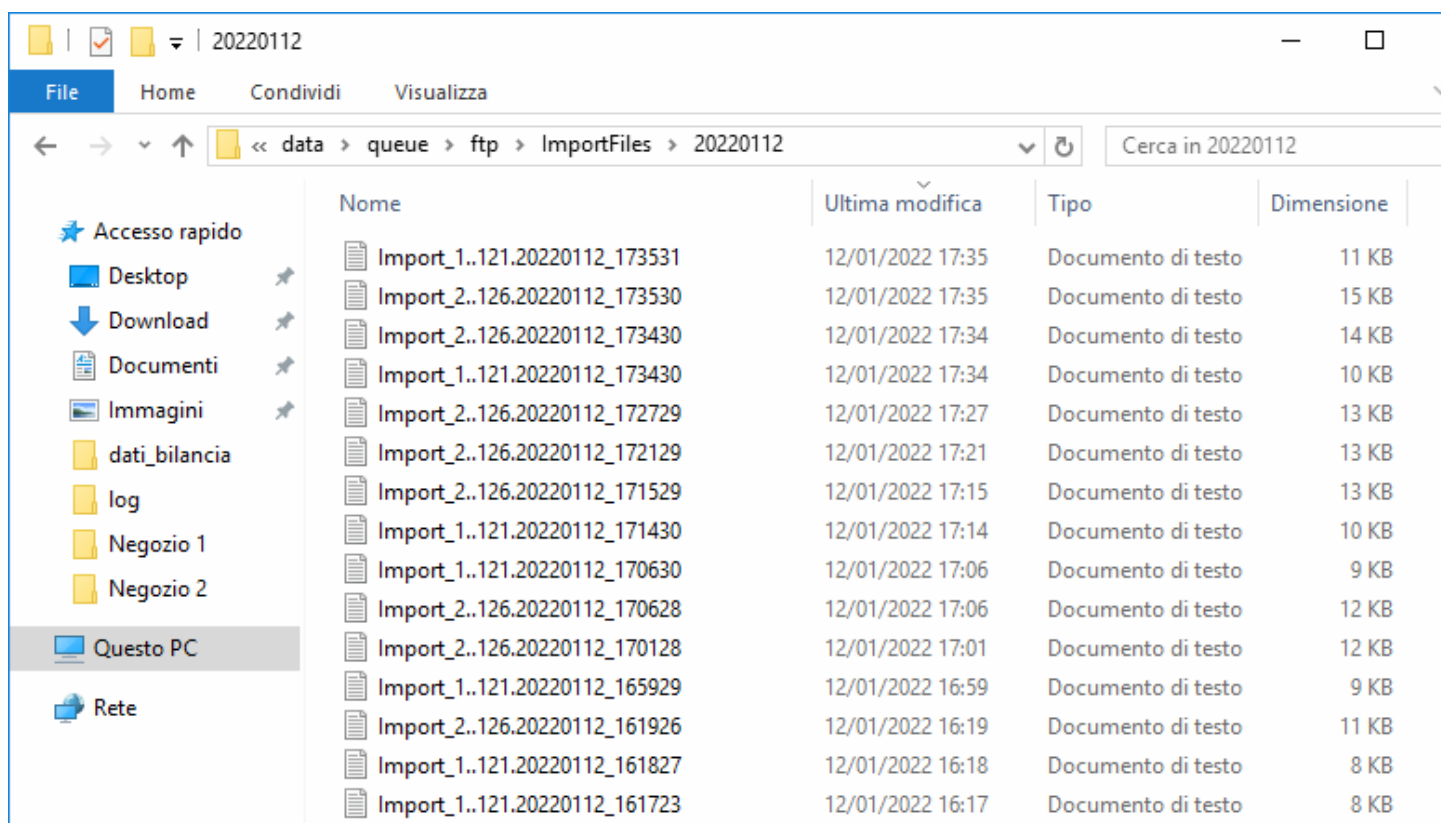 20220112
File Home Condividi Visualizza
« data > queue > ftp > ImportFiles > 20220112 Cerca in 20220112
Nome Ultima modifica Tipo Dimensione
Accesso rapido
Desktop
Download
Documenti
Immagini
dati_bilancia
log
Negozio 1
Negozio 2
Questo PC
Rete
Import_1..121.20220112_173531 12/01/2022 17:35 Documento di testo 11 KB
Import_2..126.20220112_173530 12/01/2022 17:35 Documento di testo 15 KB
Import_2..126.20220112_173430 12/01/2022 17:34 Documento di testo 14 KB
Import_1..121.20220112_173430 12/01/2022 17:34 Documento di testo 10 KB
Import_2..126.20220112_172729 12/01/2022 17:27 Documento di testo 13 KB
Import_2..126.20220112_172129 12/01/2022 17:21 Documento di testo 13 KB
Import_2..126.20220112_171529 12/01/2022 17:15 Documento di testo 13 KB
Import_1..121.20220112_171430 12/01/2022 17:14 Documento di testo 10 KB
Import_1..121.20220112_170630 12/01/2022 17:06 Documento di testo 9 KB
Import_2..126.20220112_170628 12/01/2022 17:06 Documento di testo 12 KB
Import_2..126.20220112_170128 12/01/2022 17:01 Documento di testo 12 KB
Import_1..121.20220112_165929 12/01/2022 16:59 Documento di testo 9 KB
Import_2..126.20220112_161926 12/01/2022 16:19 Documento di testo 11 KB
Import_1..121.20220112_161827 12/01/2022 16:18 Documento di testo 8 KB
Import_1..121.20220112_161723 12/01/2022 16:17 Documento di testo 8 KB